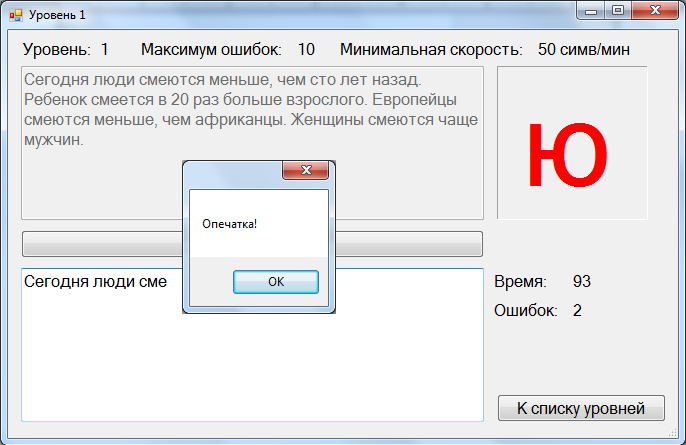 Уровень 1
Уровень: 1 Максимум ошибок: 10 Минимальная скорость: 50 симв/мин
Сегодня люди смеются меньше, чем сто лет назад.
Ребенок смеется в 20 раз больше взрослого. Европейцы
смеются меньше, чем африканцы. Женщины смеются чаще
мужчин.
Ю
Опечатка!
OK
Сегодня люди сме
Время: 93
Ошибок: 2
К списку уровней